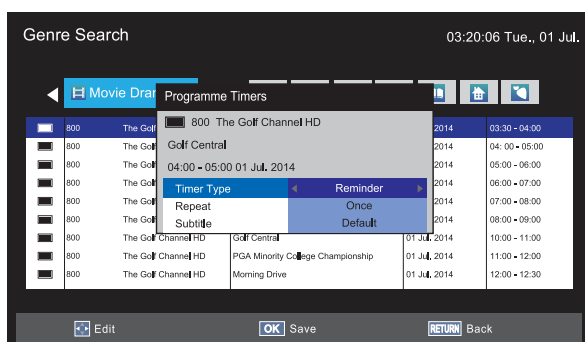 Genre Search
03:20:06 Tue., 01 Jul.
Movie Dra
Programme Timers
800 The Golf Channel HD
Golf Central
04:00 - 05:00 01 Jul. 2014
Timer Type Reminder
Repeat Once
Subtitle Default
800 The Golf 2014 03:30 - 04:00
800 The Golf 2014 04: 00 - 05:00
800 The Golf 2014 05:00 - 06:00
800 The Golf 2014 06:00 - 07:00
800 The Golf 2014 07:00 - 08:00
800 The Golf 2014 08:00 - 09:00
800 The Golf Channel HD Golf Central 01 Jul. 2014 10:00 - 11:00
800 The Golf Channel HD PGA Minority College Championship 01 Jul. 2014 11:00 - 12:00
800 The Golf Channel HD Morning Drive 01 Jul. 2014 12:00 - 12:30
Edit
OK Save
RETURN Back